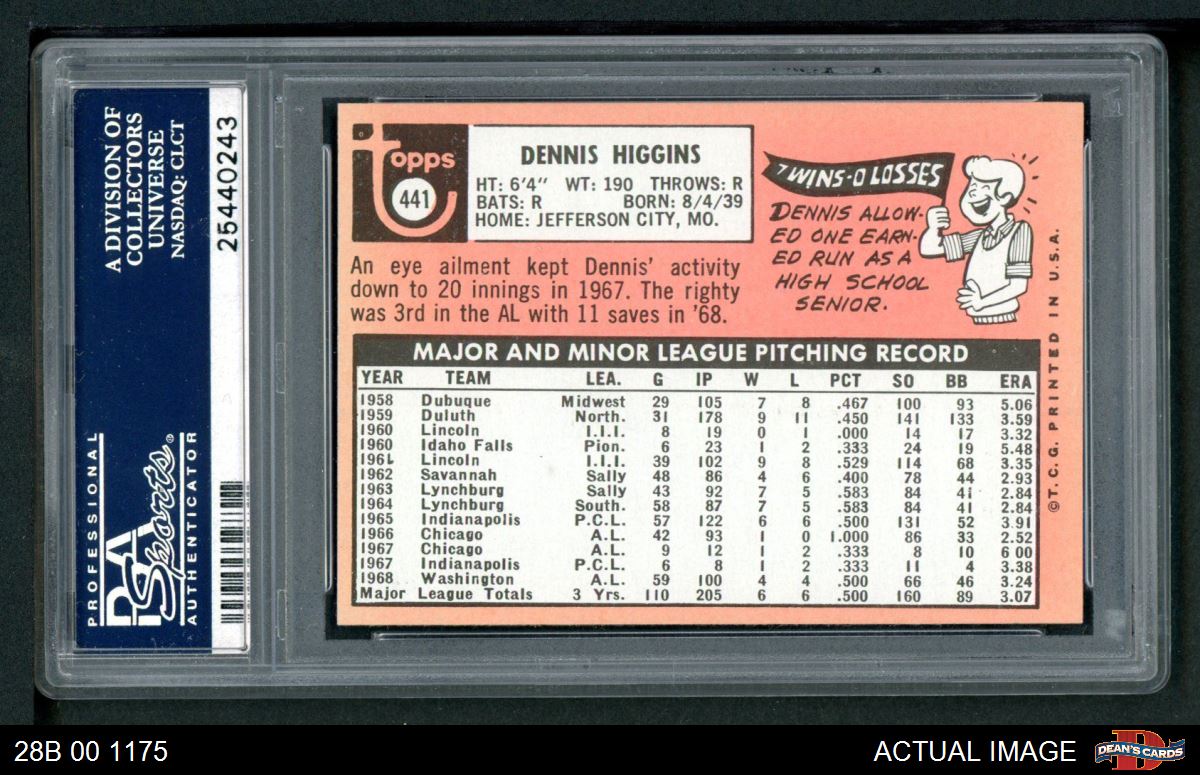 A DIVISION OF
COLLECTORS
UNIVERSE
NASDAQ: CLCT
25440243
PROFESSIONAL
PSA
Sports®
AUTHENTICATOR
topps
441
DENNIS HIGGINS
HT: 6'4" WT: 190 THROWS: R
BATS: R BORN: 8/4/39
HOME: JEFFERSON CITY, MO.
An eye ailment kept Dennis' activity
down to 20 innings in 1967. The righty
was 3rd in the AL with 11 saves in '68.
7 WINS-0 LOSSES
DENNIS ALLOW-
ED ONE EARN-
ED RUN AS A
HIGH SCHOOL
SENIOR.
MAJOR AND MINOR LEAGUE PITCHING RECORD
YEAR TEAM LEA. G IP W L PCT SO BB ERA
1958 Dubuque Midwest 29 105 7 8 .467 100 93 5.06
1959 Duluth North. 31 178 9 11 .450 141 133 3.59
1960 Lincoln I.I.I. 8 19 0 1 .000 14 17 3.32
1960 Idaho Falls Pion. 6 23 1 2 .333 24 19 5.48
1961 Lincoln I.I.I. 39 102 9 8 .529 114 68 3.35
1962 Savannah Sally 48 86 4 6 .400 78 44 2.93
1963 Lynchburg Sally 43 92 7 5 .583 84 41 2.84
1964 Lynchburg South. 58 87 7 5 .583 84 41 2.84
1965 Indianapolis P.C.L. 57 122 6 6 .500 131 52 3.91
1966 Chicago A.L. 42 93 1 0 1.000 86 33 2.52
1967 Chicago A.L. 9 12 1 2 .333 8 10 6 00
1967 Indianapolis P.C.L. 6 8 1 2 .333 11 4 3.38
1968 Washington A.L. 59 100 4 4 .500 66 46 3.24
Major League Totals 3 Yrs. 110 205 6 6 .500 160 89 3.07
©T.C.G. PRINTED IN U.S.A.
28B 00 1175
ACTUAL IMAGE
DEAN'S CARDS